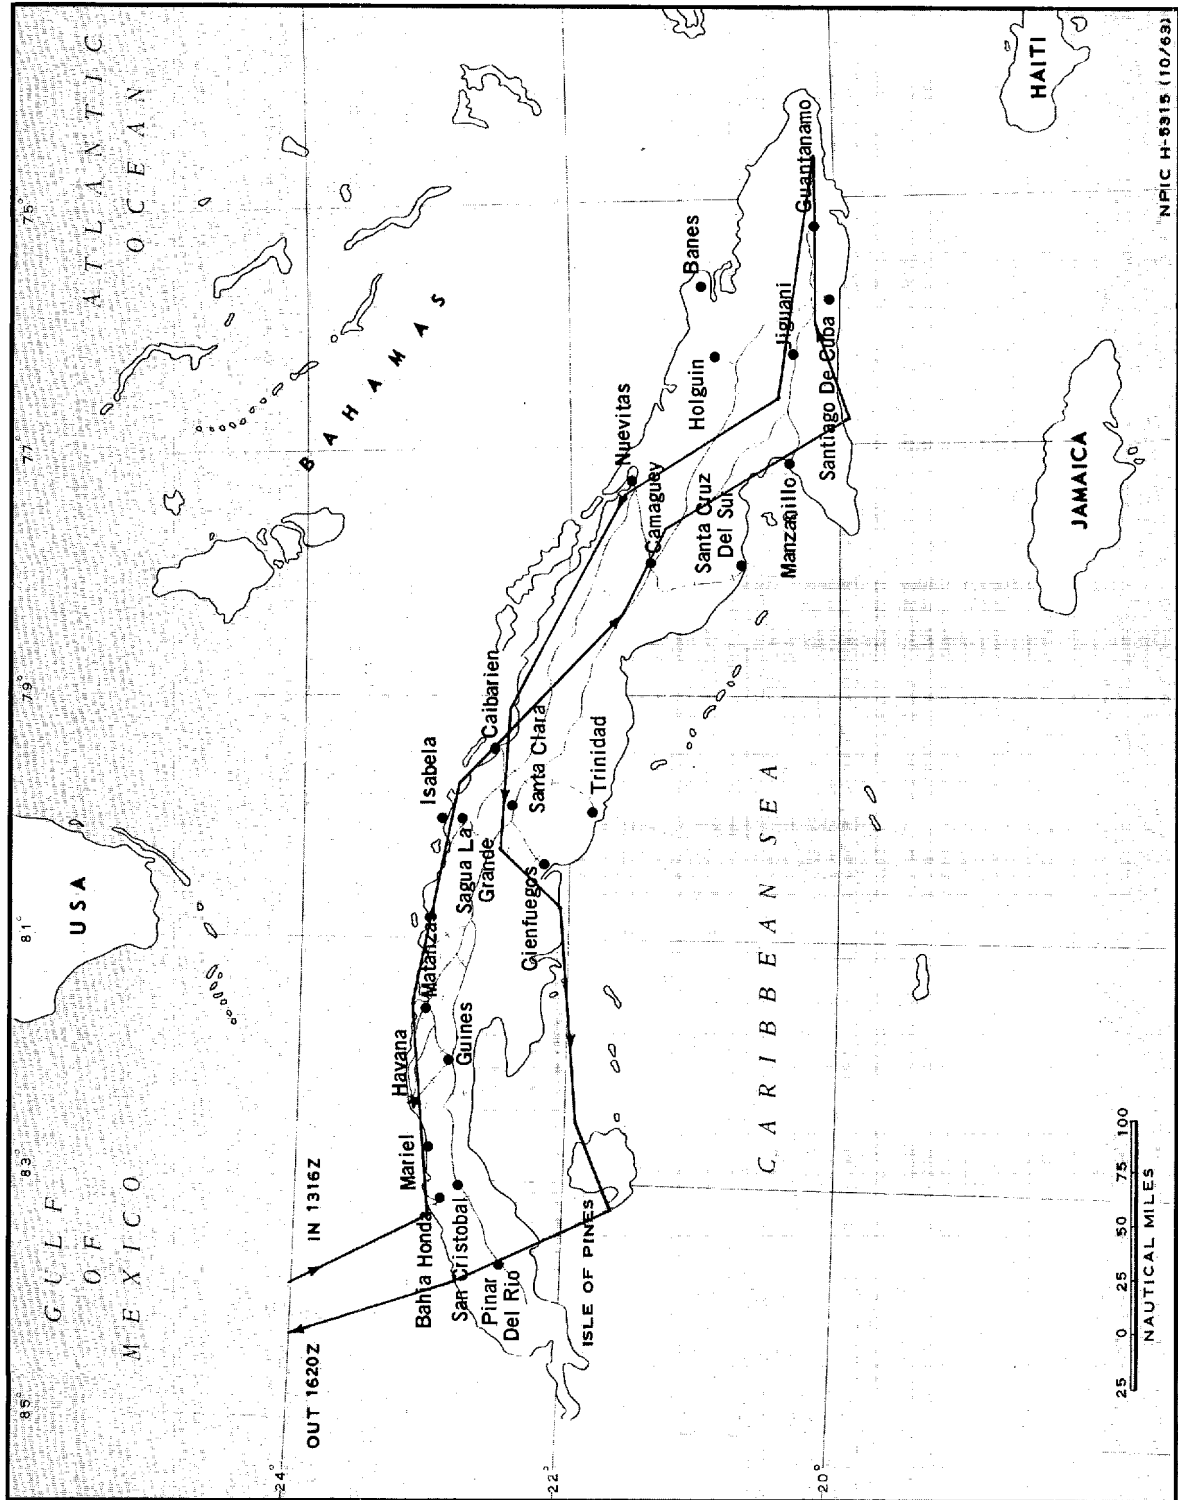 85°
83°
81°
79°
77°
75°
GULF
OF
MEXICO
USA
ATLANTIC
OCEAN
BAHAMAS
-24°
OUT 1620Z
IN 1316Z
Bahia Honda
Mariel
Havana
Matanzas
Isabela
Caibarien
Nuevitas
Banes
San Cristobal
Guines
Sagua La
Grande
Santa Clara
Camaguey
Holguin
Jiguani
Guantanamo
Pinar
Del Rio
Cienfuegos
Trinidad
Santa Cruz
Del Sur
Manzanillo
Santiago De Cuba
-22°
ISLE OF PINES
CARIBBEAN SEA
-20°
JAMAICA
HAITI
25 0 25 50 75 100
NAUTICAL MILES
NPIC H-5315 (10/63)